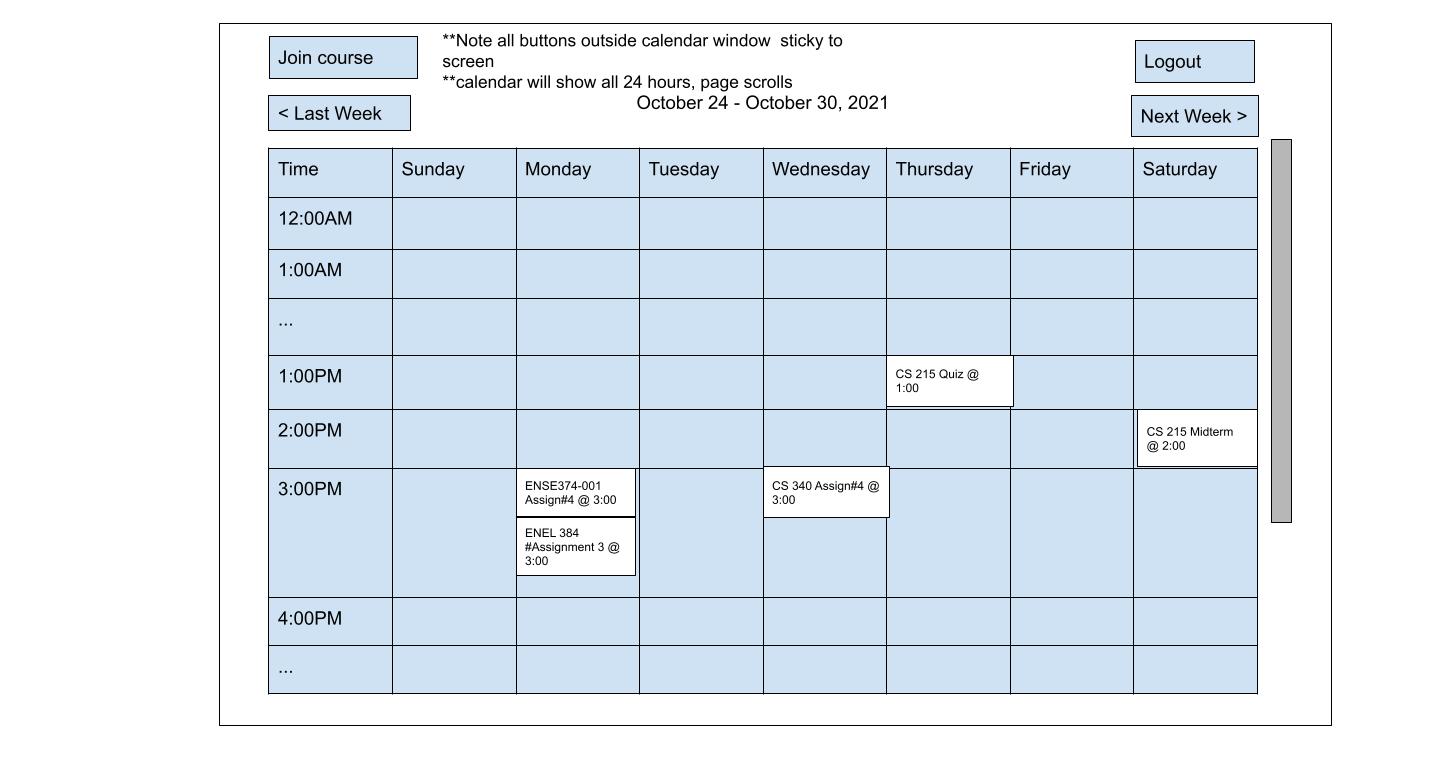 Join course
**Note all buttons outside calendar window  sticky to
screen
**calendar will show all 24 hours, page scrolls
Logout
< Last Week
October 24 - October 30, 2021
Next Week >
Time Sunday Monday Tuesday Wednesday Thursday Friday Saturday
12:00AM
1:00AM
...
1:00PM
CS 215 Quiz @
1:00
2:00PM
CS 215 Midterm
@ 2:00
3:00PM
ENSE374-001
Assign#4 @ 3:00
ENEL 384
#Assignment 3 @
3:00
CS 340 Assign#4 @
3:00
4:00PM
...